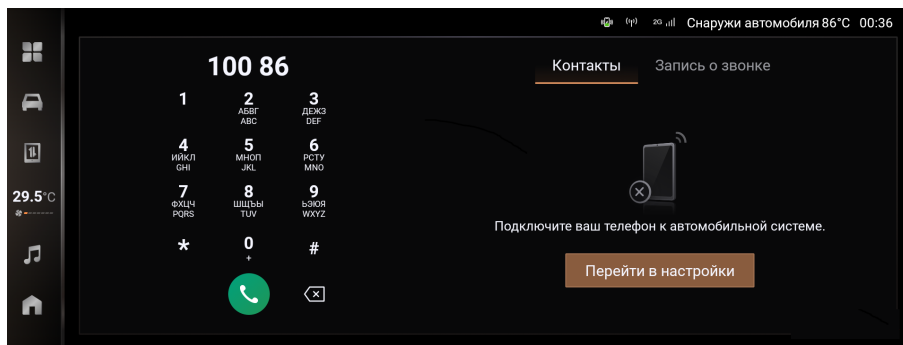 2G Снаружи автомобиля 86°C 00:36
100 86
Контакты Запись о звонке
1 2 3
АБВГ ДЕЖЗ
ABC DEF
4 5 6
ИЙКЛ МНОП РСТУ
GHI JKL MNO
29.5°C
7 8 9
ФХЦЧ ШЩЪЫ ЬЭЮЯ
PQRS TUV WXYZ
Подключите ваш телефон к автомобильной системе.
* 0 #
+
Перейти в настройки